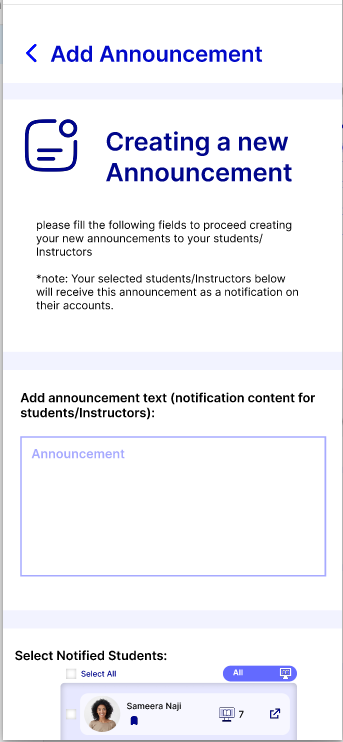 Add Announcement
Creating a new
Announcement
please fill the following fields to proceed creating
your new announcements to your students/
Instructors
*note: Your selected students/Instructors below
will receive this announcement as a notification on
their accounts.
Add announcement text (notification content for
students/Instructors):
Announcement
Select Notified Students:
Select All
All
Sameera Naji
7